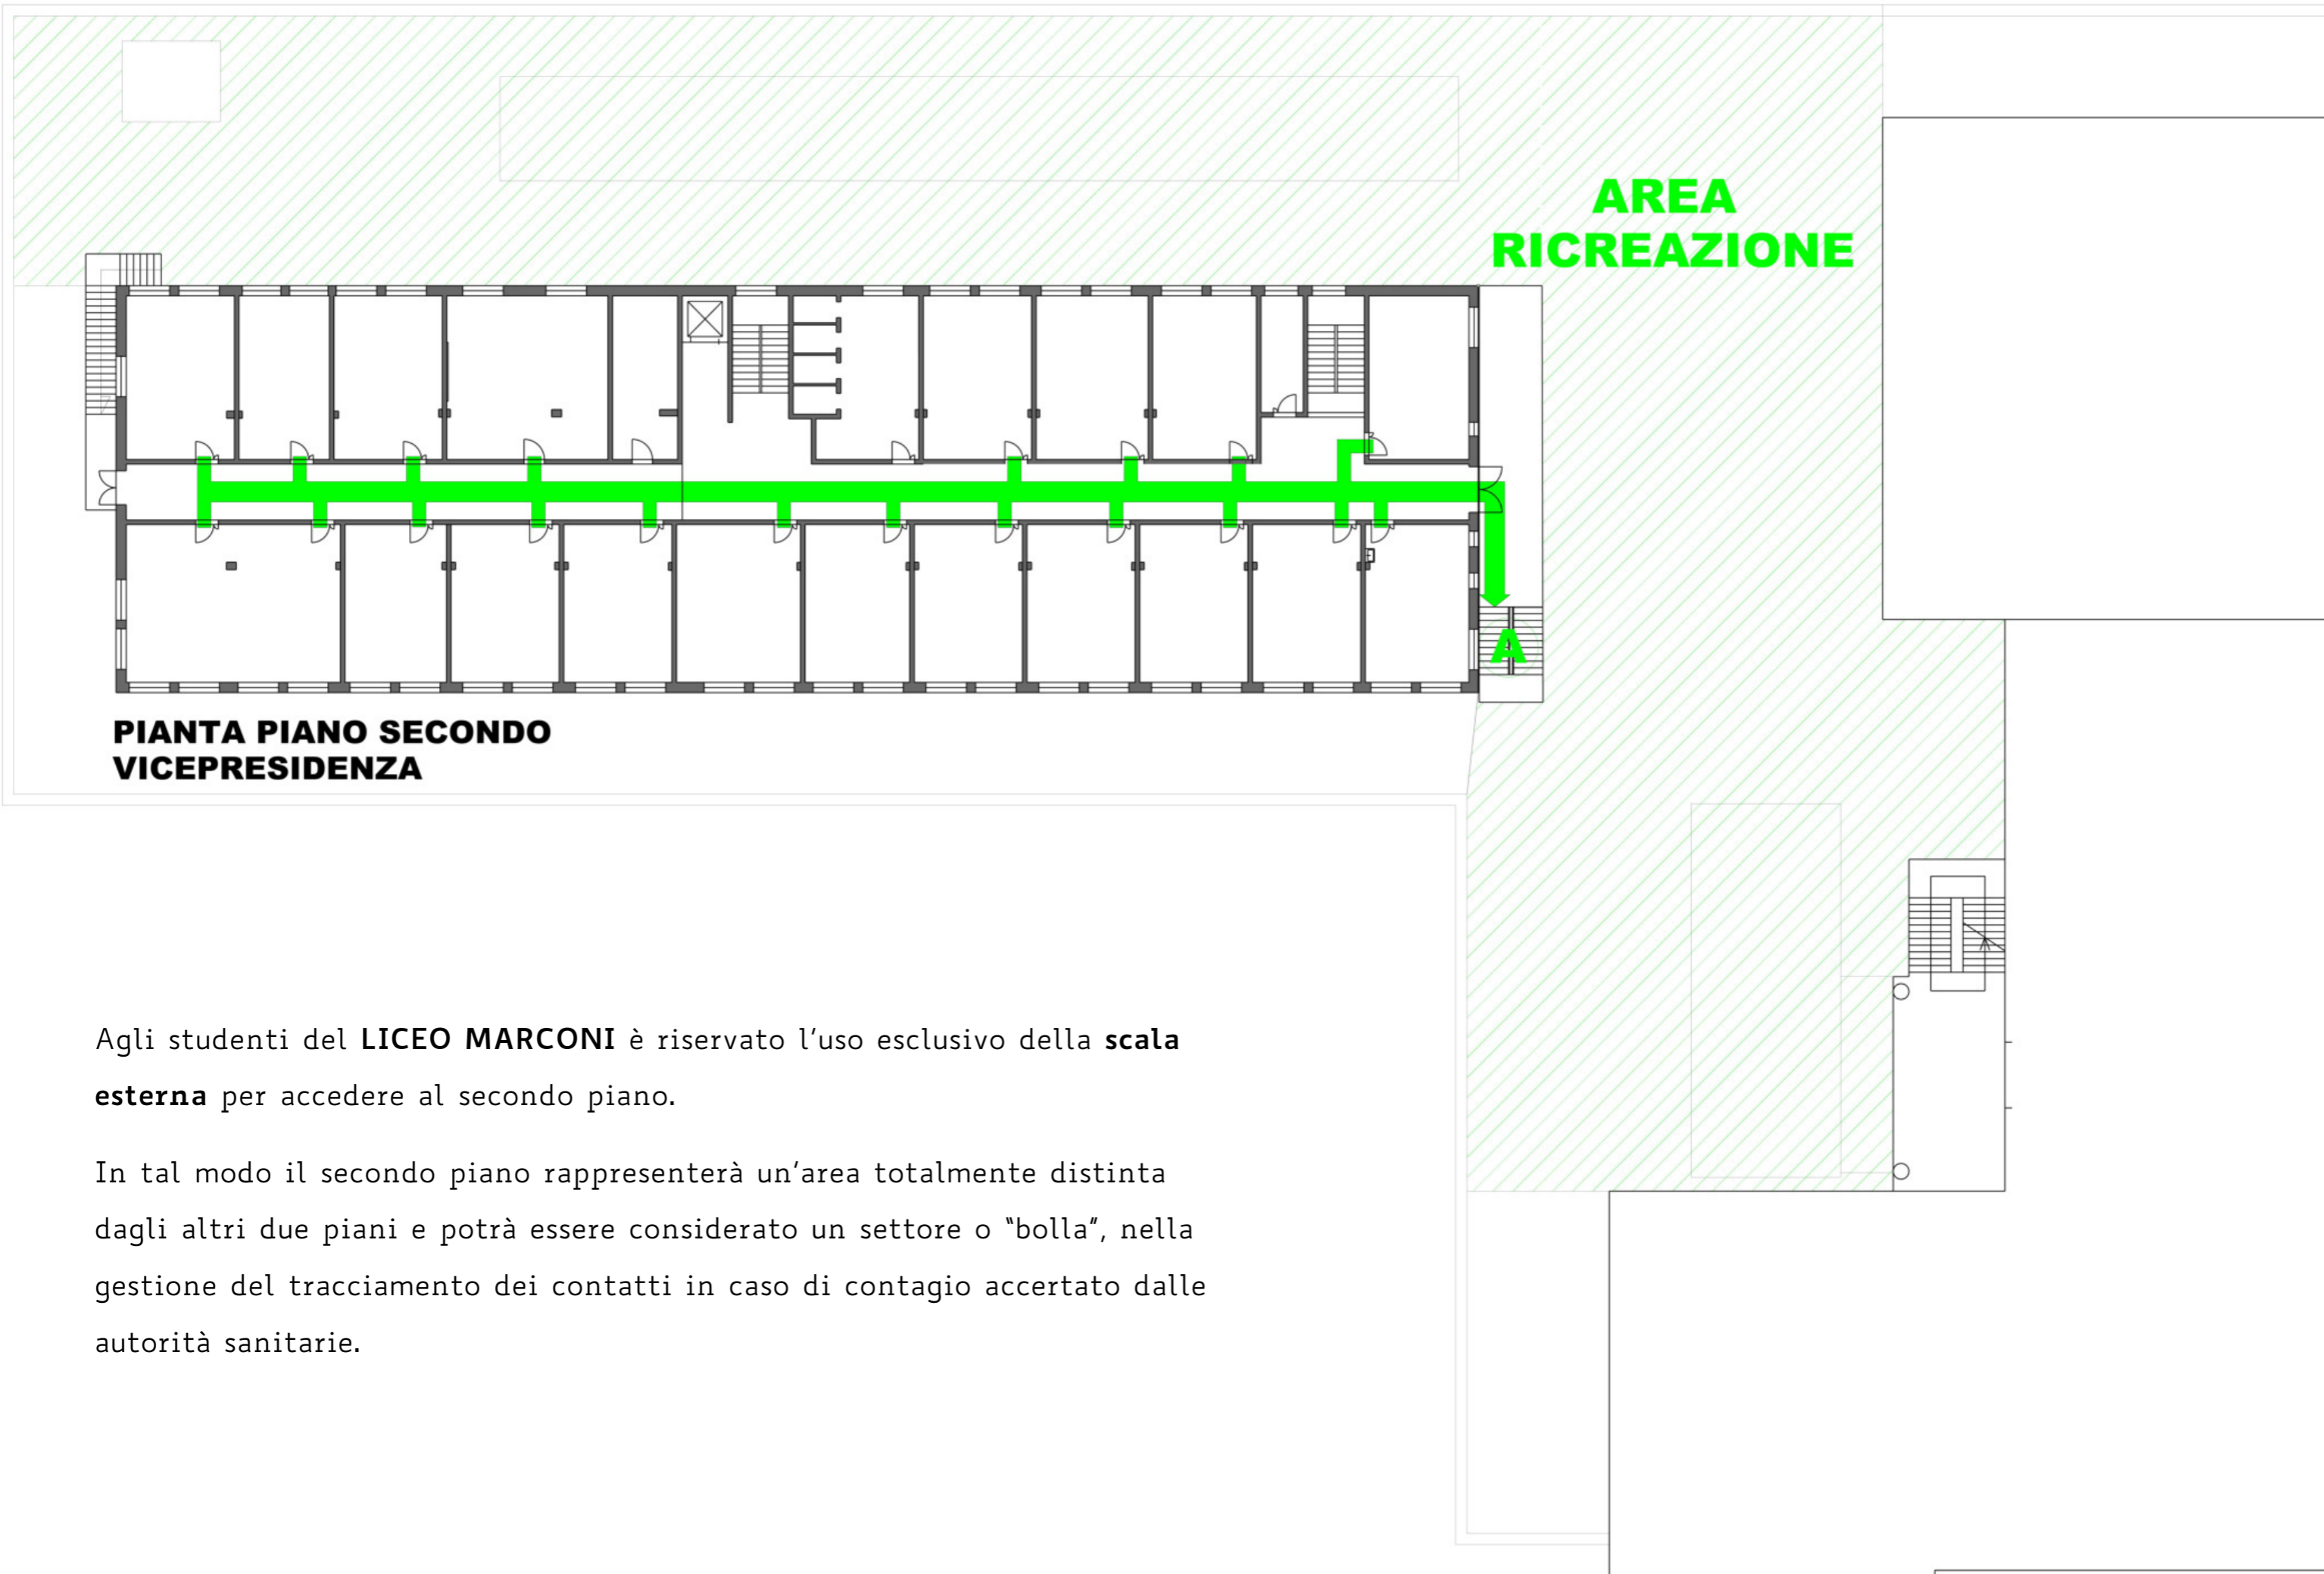 AREA
RICREAZIONE
A
PIANTA PIANO SECONDO
VICEPRESIDENZA
Agli studenti del LICEO MARCONI è riservato l’uso esclusivo della scala
esterna per accedere al secondo piano.
In tal modo il secondo piano rappresenterà un’area totalmente distinta
dagli altri due piani e potrà essere considerato un settore o “bolla”, nella
gestione del tracciamento dei contatti in caso di contagio accertato dalle
autorità sanitarie.